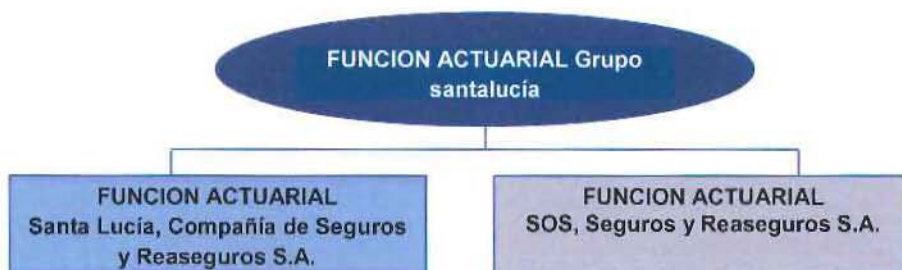 FUNCION ACTUARIAL Grupo
santalucía
FUNCION ACTUARIAL
Santa Lucía, Compañía de Seguros
y Reaseguros S.A.
FUNCION ACTUARIAL
SOS, Seguros y Reaseguros S.A.